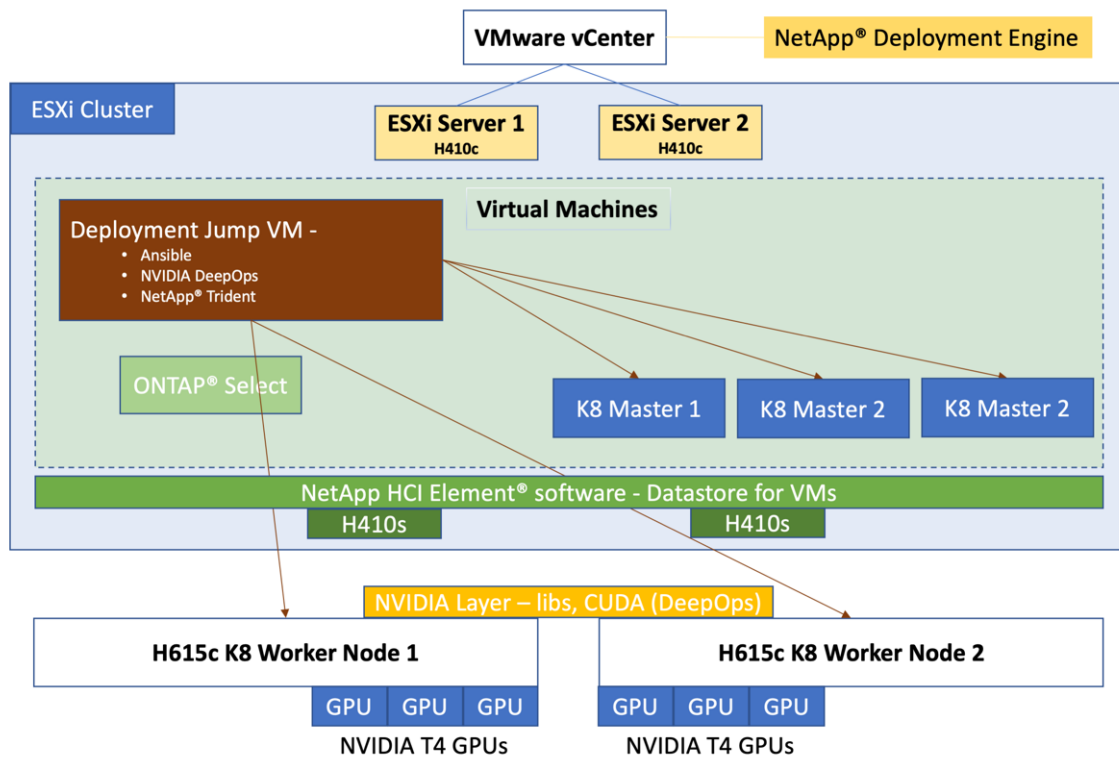 VMware vCenter
NetApp® Deployment Engine
ESXi Cluster
ESXi Server 1
H410c
ESXi Server 2
H410c
Virtual Machines
Deployment Jump VM -
• Ansible
• NVIDIA DeepOps
• NetApp® Trident
ONTAP® Select
K8 Master 1
K8 Master 2
K8 Master 2
NetApp HCI Element® software - Datastore for VMs
H410s
H410s
NVIDIA Layer – libs, CUDA (DeepOps)
H615c K8 Worker Node 1
H615c K8 Worker Node 2
GPU
GPU
GPU
GPU
GPU
GPU
NVIDIA T4 GPUs
NVIDIA T4 GPUs